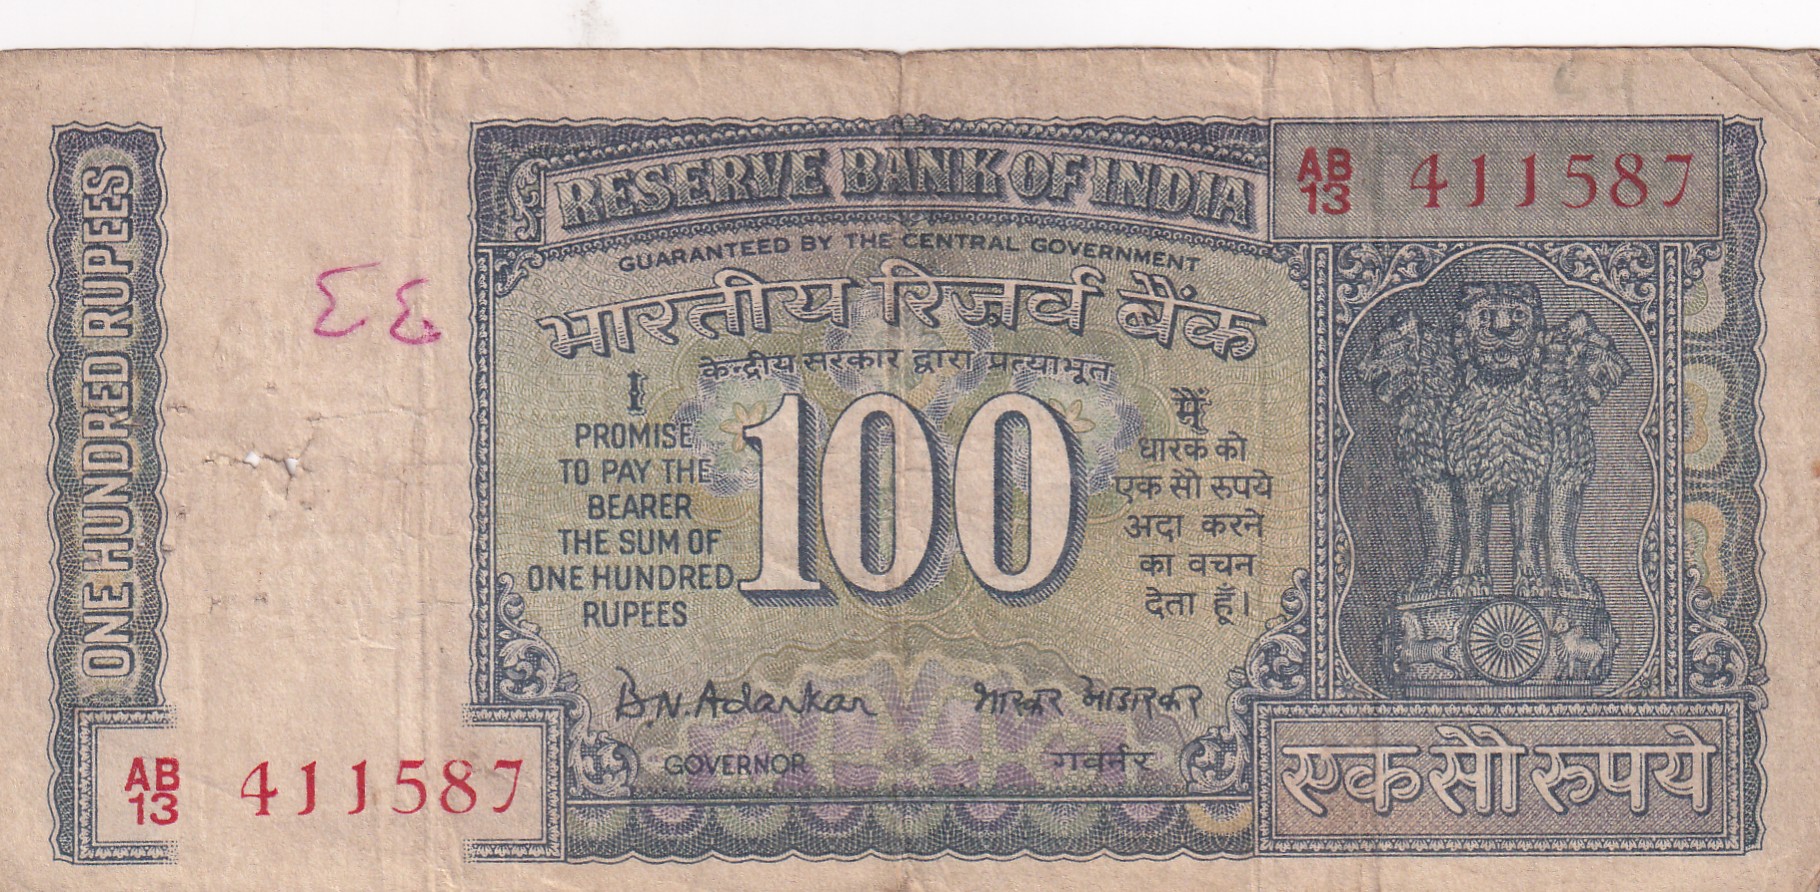 RESERVE BANK OF INDIA
AB
13 411587
GUARANTEED BY THE CENTRAL GOVERNMENT
भारतीय रिज़र्व बैंक
केन्द्रीय सरकार द्वारा प्रत्याभूत
ONE HUNDRED RUPEES
६६
I
PROMISE
TO PAY THE
BEARER
THE SUM OF
ONE HUNDRED
RUPEES
100
मैं
धारक को
एक सौ रुपये
अदा करने
का वचन
देता हूँ।
B.N. Adarkar
भास्कर आडारकर
GOVERNOR
गवर्नर
AB
13 411587
एक सौ रुपये